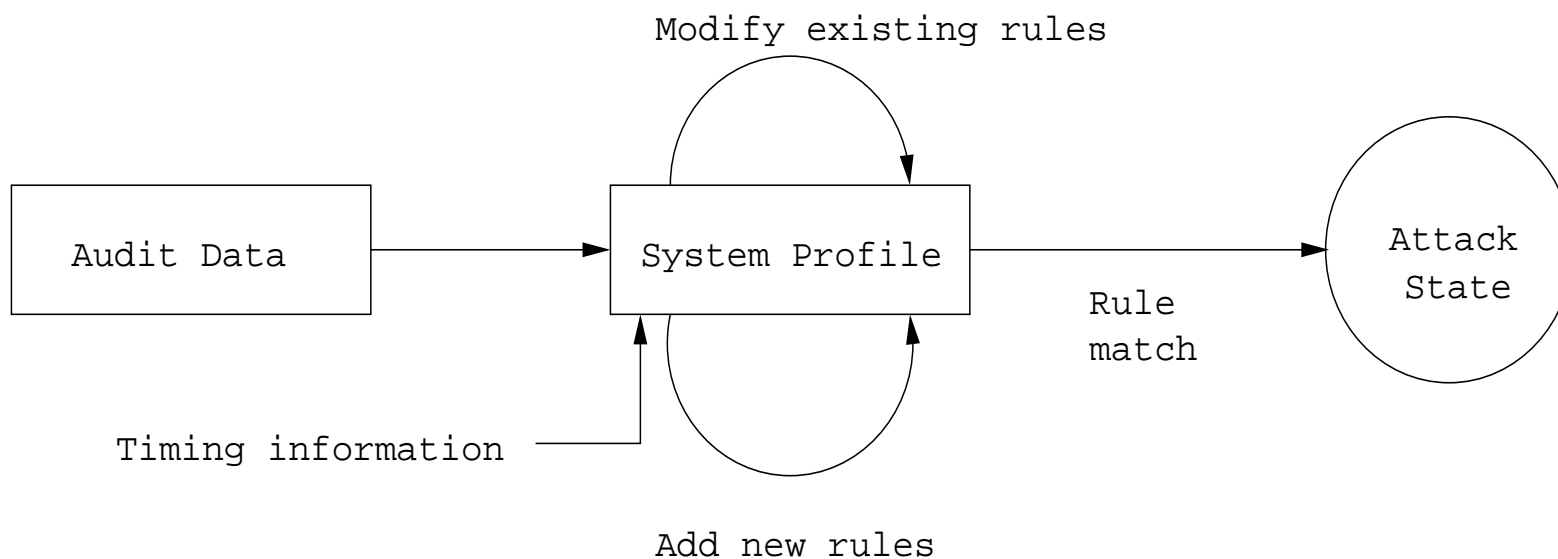 Modify existing rules
Audit Data
System Profile
Attack
State
Rule
match
Timing information
Add new rules